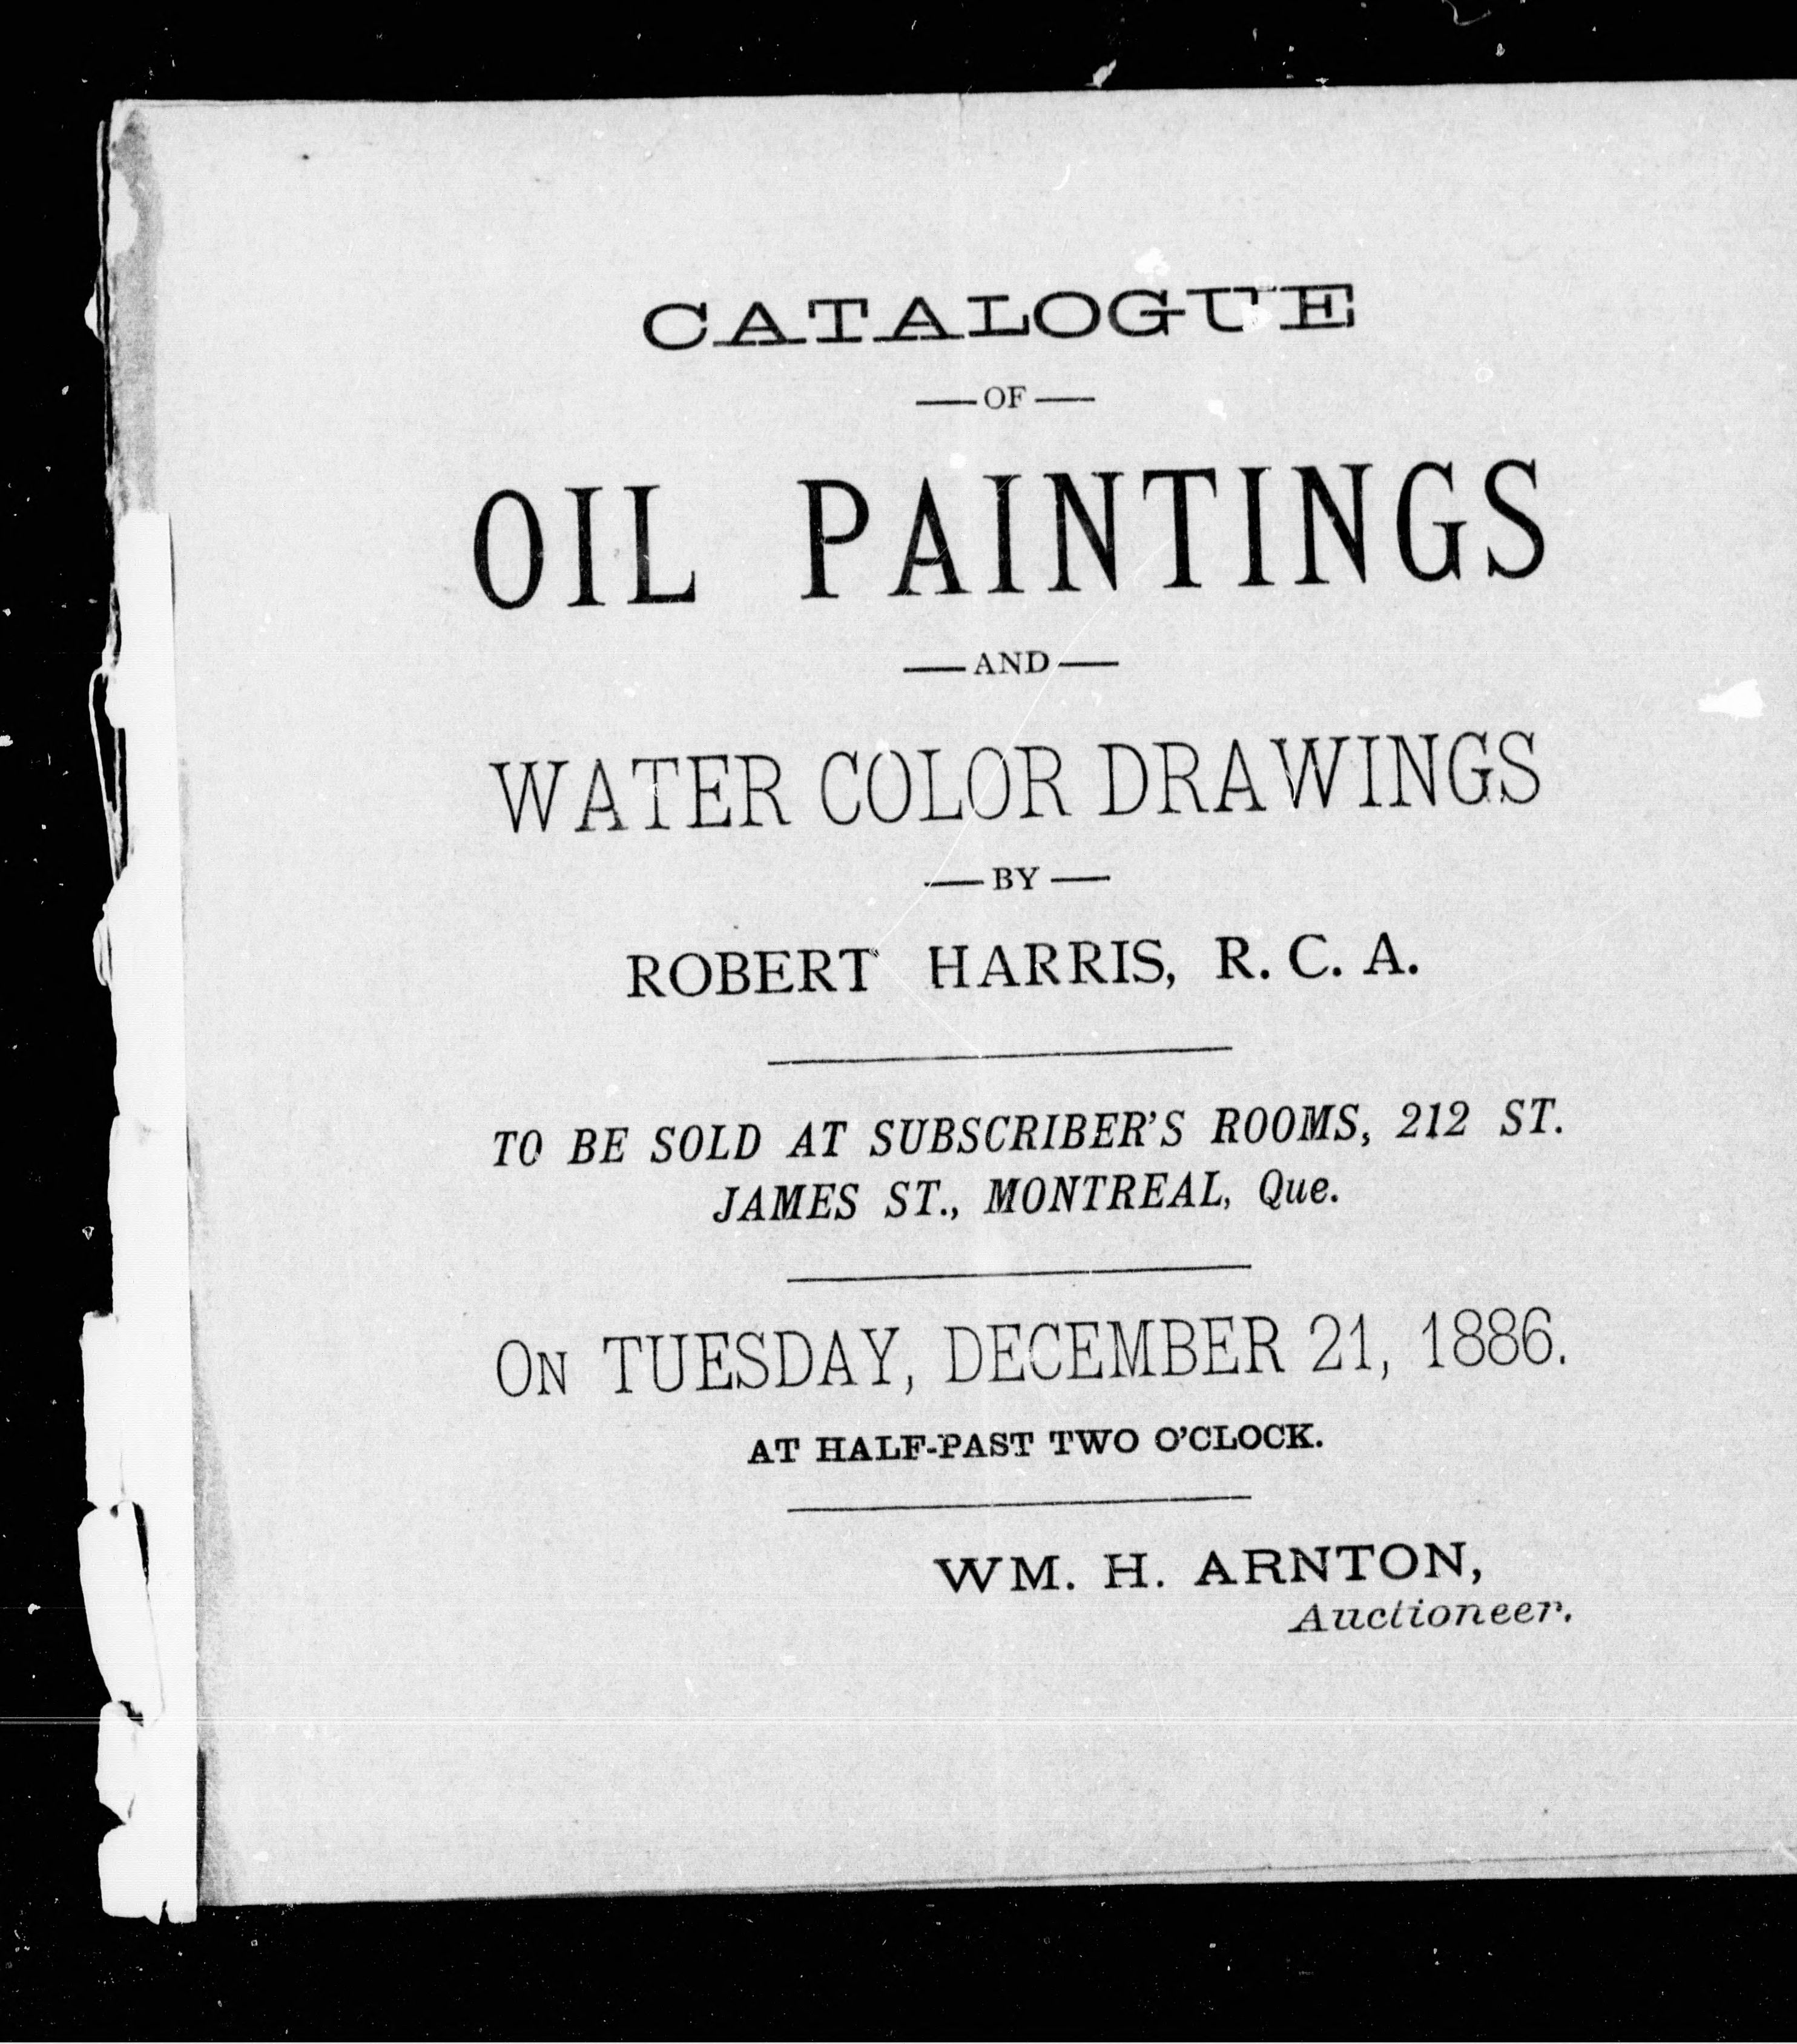 CATALOGUE
— OF —
OIL PAINTINGS
— AND —
WATER COLOR DRAWINGS
— BY —
ROBERT HARRIS, R. C. A.
TO BE SOLD AT SUBSCRIBER'S ROOMS, 212 ST.
JAMES ST., MONTREAL, Que.
ON TUESDAY, DECEMBER 21, 1886.
AT HALF-PAST TWO O'CLOCK.
WM. H. ARNTON,
Auctioneer.